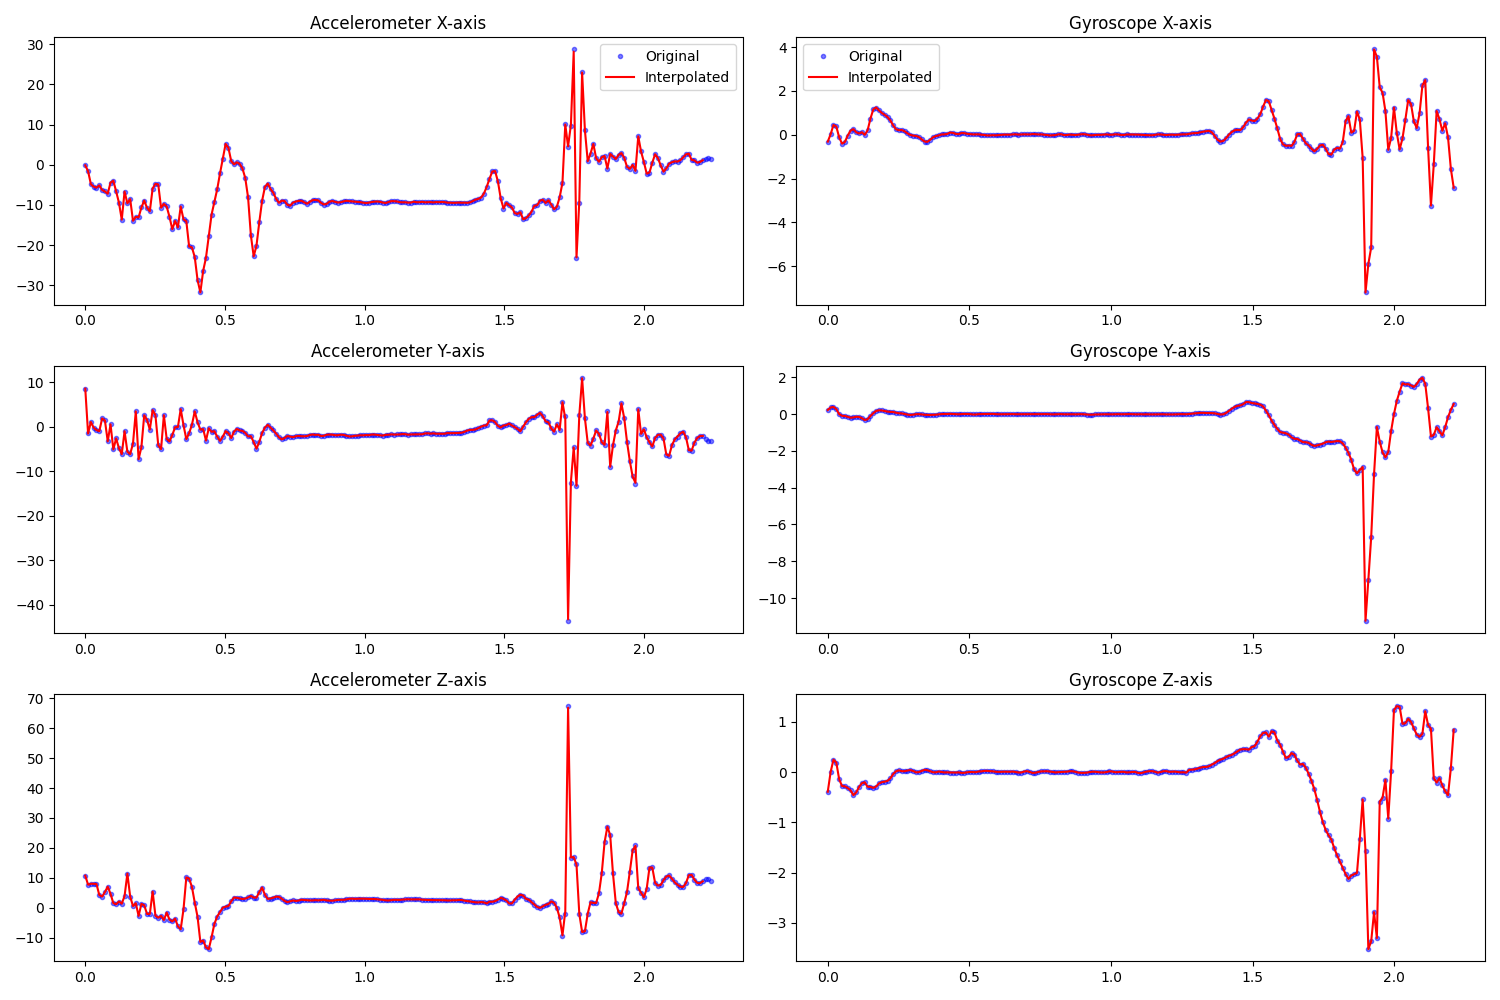 Accelerometer X-axis
30
20
10
0
−10
−20
−30
0.0 0.5 1.0 1.5 2.0
Original
Interpolated
Gyroscope X-axis
4
2
0
−2
−4
−6
0.0 0.5 1.0 1.5 2.0
Original
Interpolated
Accelerometer Y-axis
10
0
−10
−20
−30
−40
0.0 0.5 1.0 1.5 2.0
Gyroscope Y-axis
2
0
−2
−4
−6
−8
−10
0.0 0.5 1.0 1.5 2.0
Accelerometer Z-axis
70
60
50
40
30
20
10
0
−10
0.0 0.5 1.0 1.5 2.0
Gyroscope Z-axis
1
0
−1
−2
−3
0.0 0.5 1.0 1.5 2.0